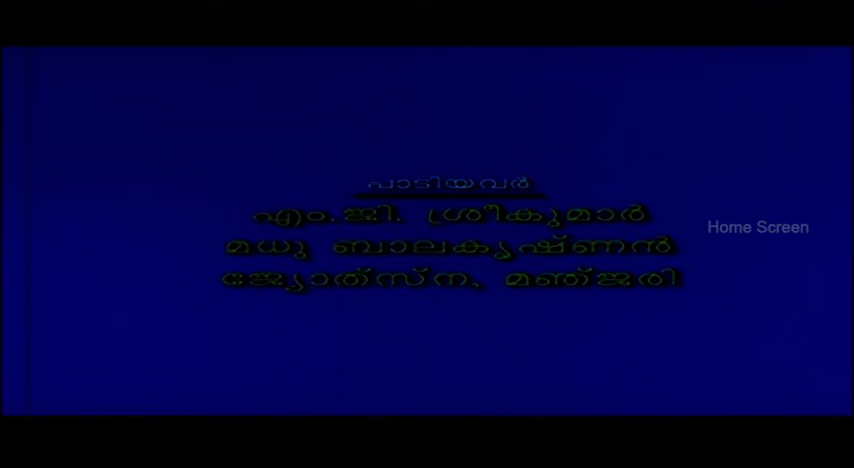 പാടിയവർ
എം.ജി. ശ്രീകുമാർ
മധു ബാലകൃഷ്ണൻ
ജ്യോത്സ്ന, മഞ്ജരി
Home Screen